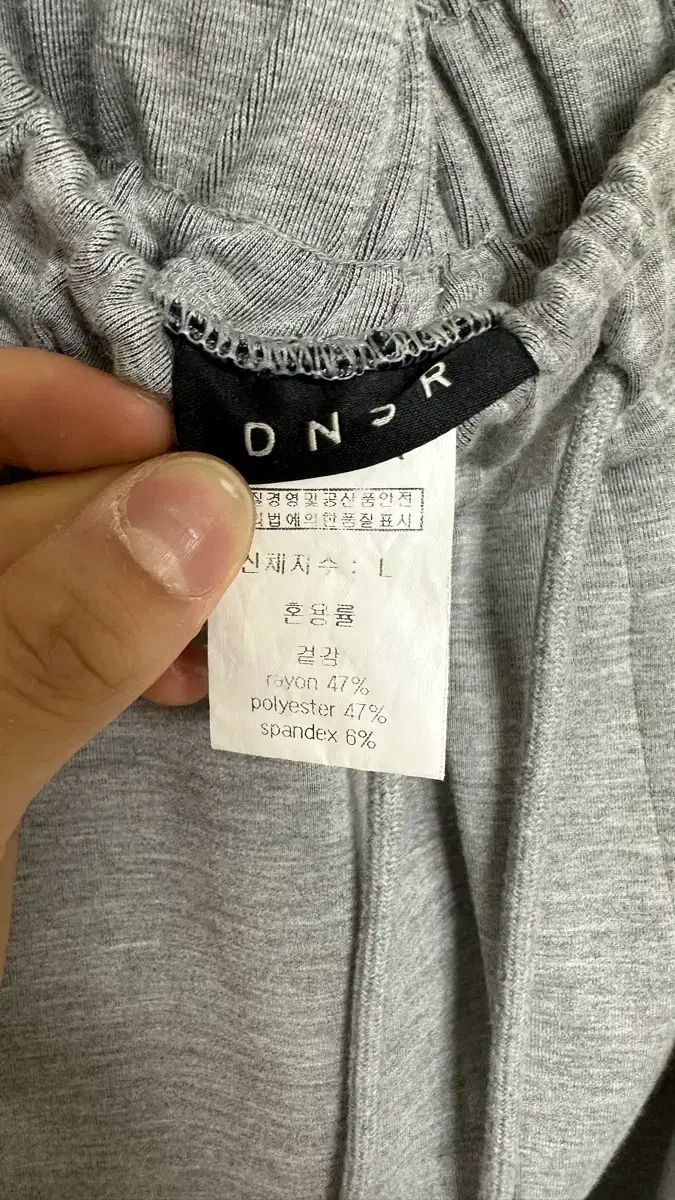 DNSR
질경영및공산품안전
법에의한품질표시
신체치수 : L
혼용률
겉감
rayon 47%
polyester 47%
spandex 6%